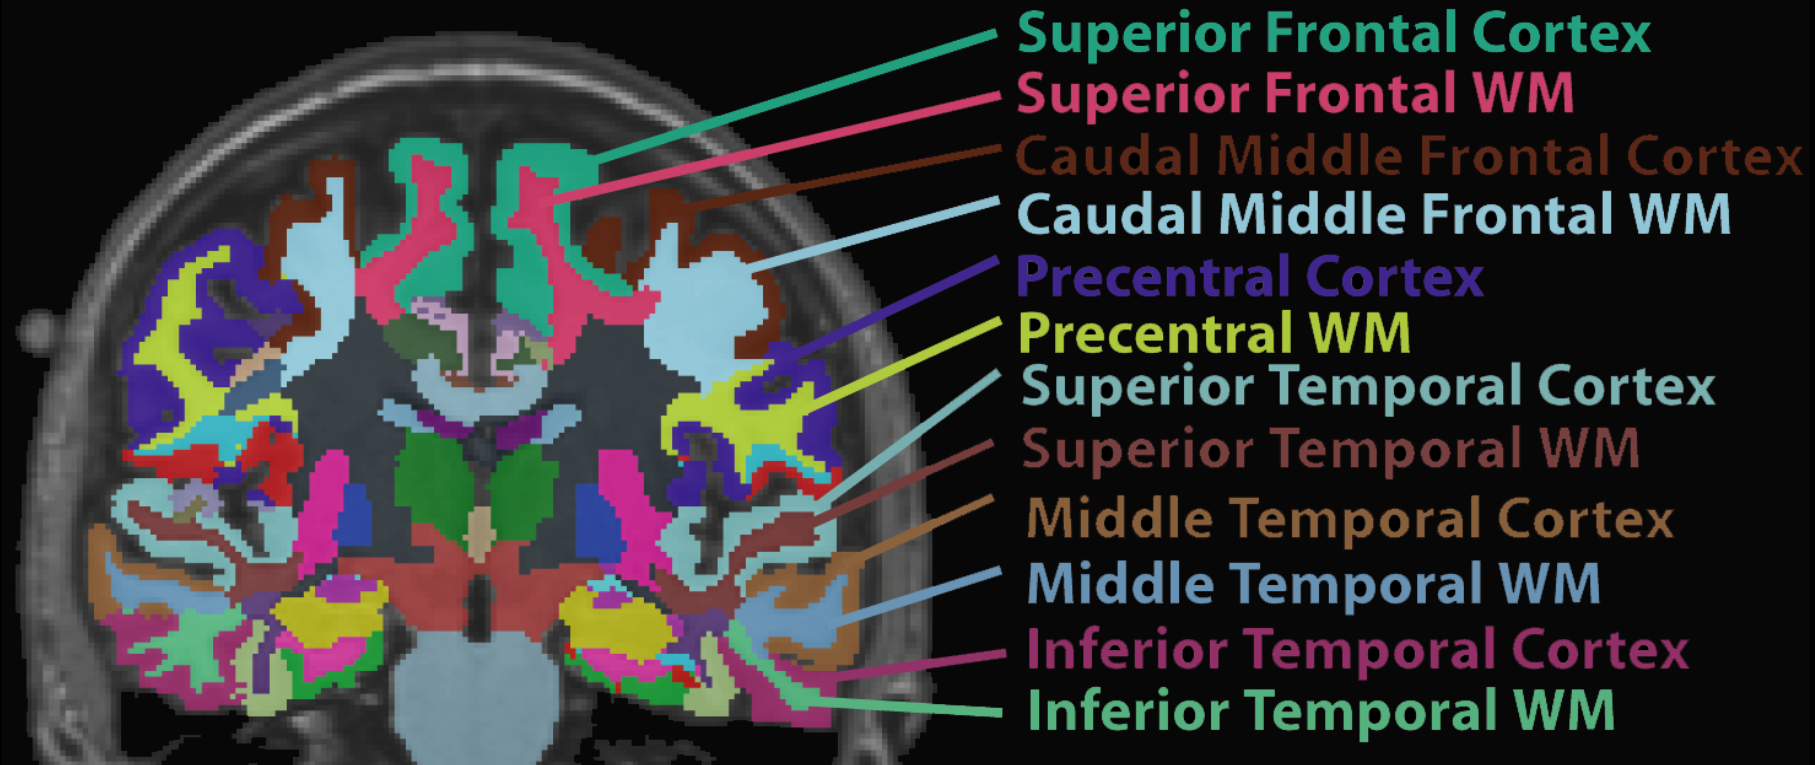 Superior Frontal Cortex
Superior Frontal WM
Caudal Middle Frontal Cortex
Caudal Middle Frontal WM
Precentral Cortex
Precentral WM
Superior Temporal Cortex
Superior Temporal WM
Middle Temporal Cortex
Middle Temporal WM
Inferior Temporal Cortex
Inferior Temporal WM